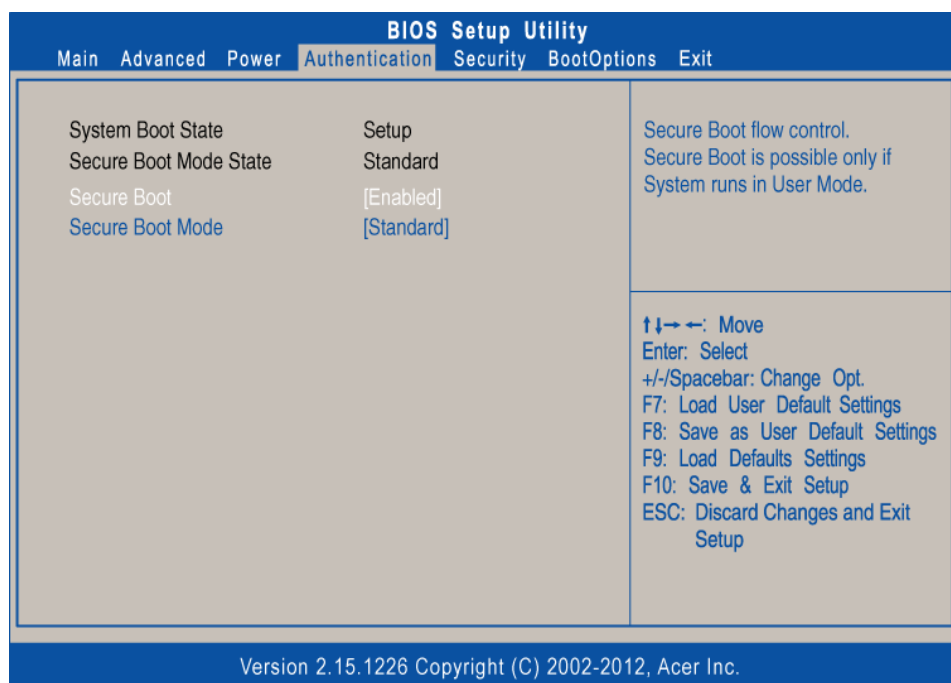 BIOS Setup Utility
Main Advanced Power Authentication Security BootOptions Exit
System Boot State Setup
Secure Boot Mode State Standard
Secure Boot [Enabled]
Secure Boot Mode [Standard]
Secure Boot flow control.
Secure Boot is possible only if
System runs in User Mode.
↑↓→←: Move
Enter: Select
+/-/Spacebar: Change Opt.
F7: Load User Default Settings
F8: Save as User Default Settings
F9: Load Defaults Settings
F10: Save & Exit Setup
ESC: Discard Changes and Exit
Setup
Version 2.15.1226 Copyright (C) 2002-2012, Acer Inc.